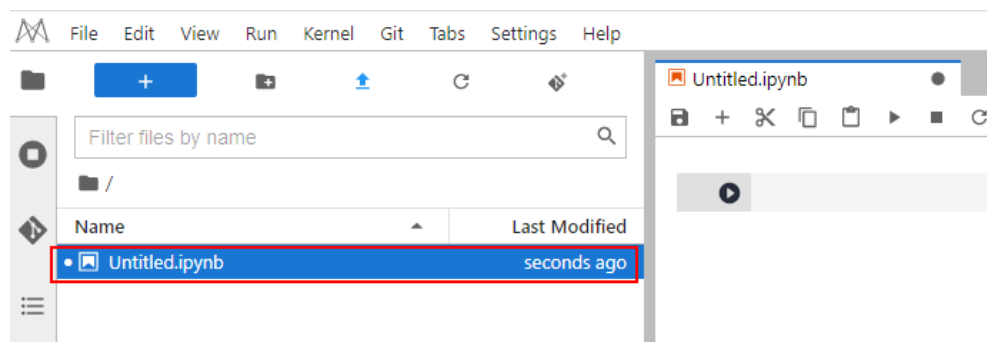 File Edit View Run Kernel Git Tabs Settings Help
Untitled.ipynb
Filter files by name
/
Name Last Modified
Untitled.ipynb seconds ago